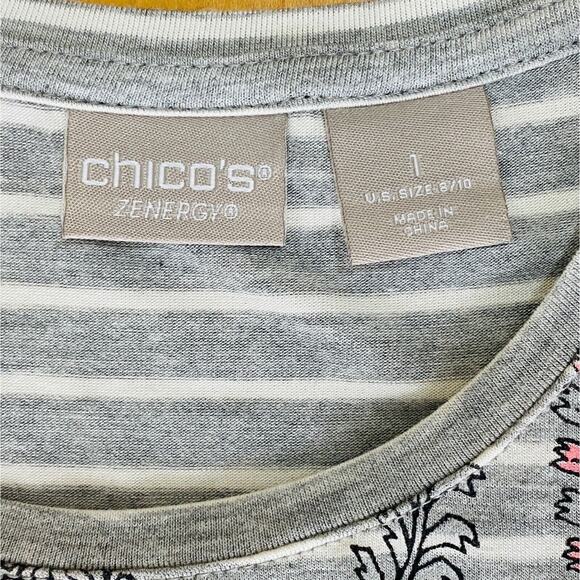 chico's®
ZENERGY®
1
U.S. SIZE: 8/10
MADE IN
CHINA